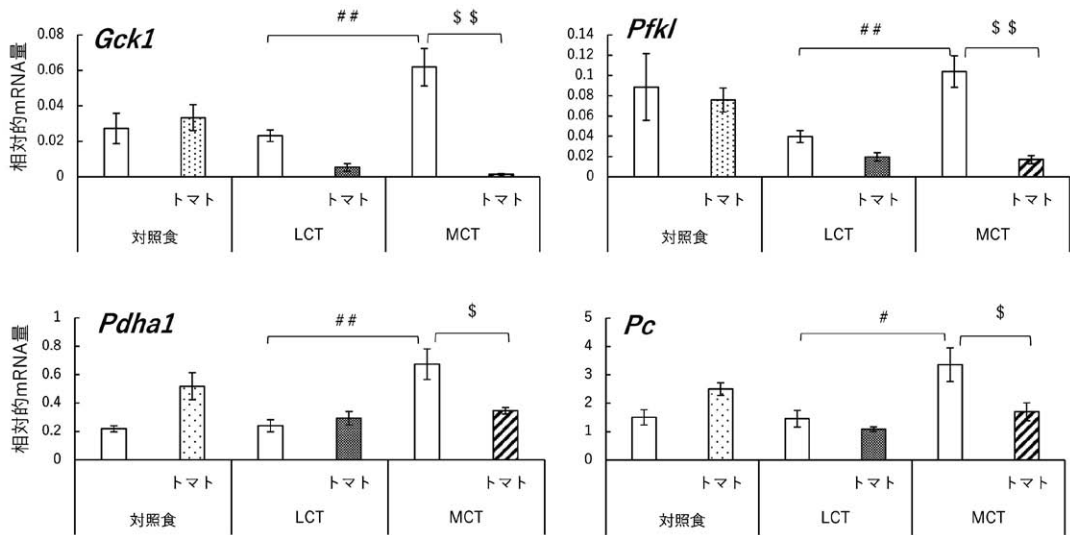 Gck1
相対的mRNA量
0.08
0.06
0.04
0.02
0
##
$ $
トマト
トマト
トマト
対照食
LCT
MCT
Pfkl
0.14
0.12
0.1
0.08
0.06
0.04
0.02
0
##
$ $
トマト
トマト
トマト
対照食
LCT
MCT
Pdha1
相対的mRNA量
1
0.8
0.6
0.4
0.2
0
##
$
トマト
トマト
トマト
対照食
LCT
MCT
Pc
5
4
3
2
1
0
#
$
トマト
トマト
トマト
対照食
LCT
MCT